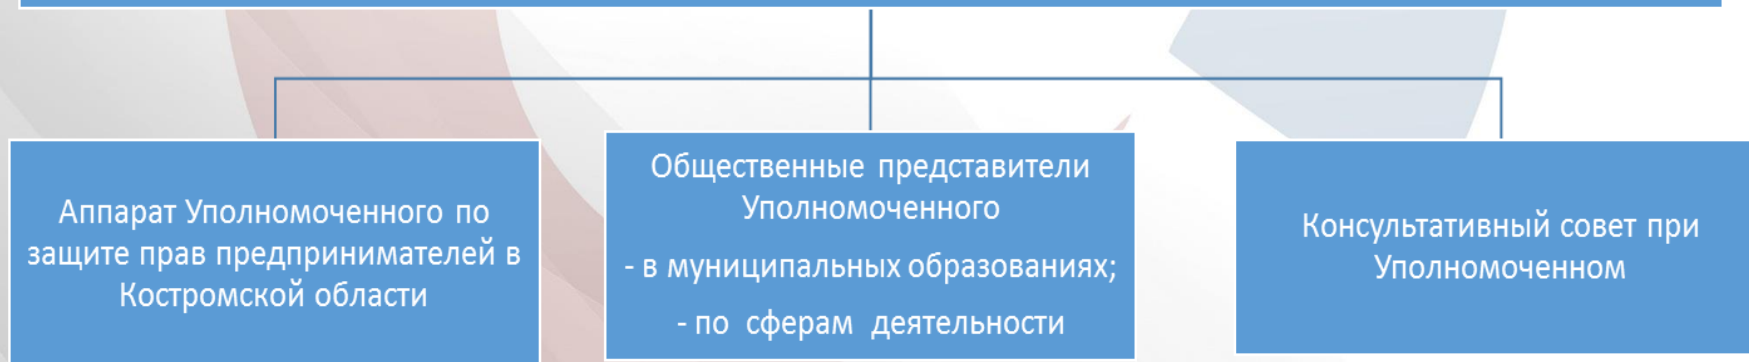 Аппарат Уполномоченного по
защите прав предпринимателей в
Костромской области
Общественные представители
Уполномоченного
- в муниципальных образованиях;
- по сферам деятельности
Консультативный совет при
Уполномоченном